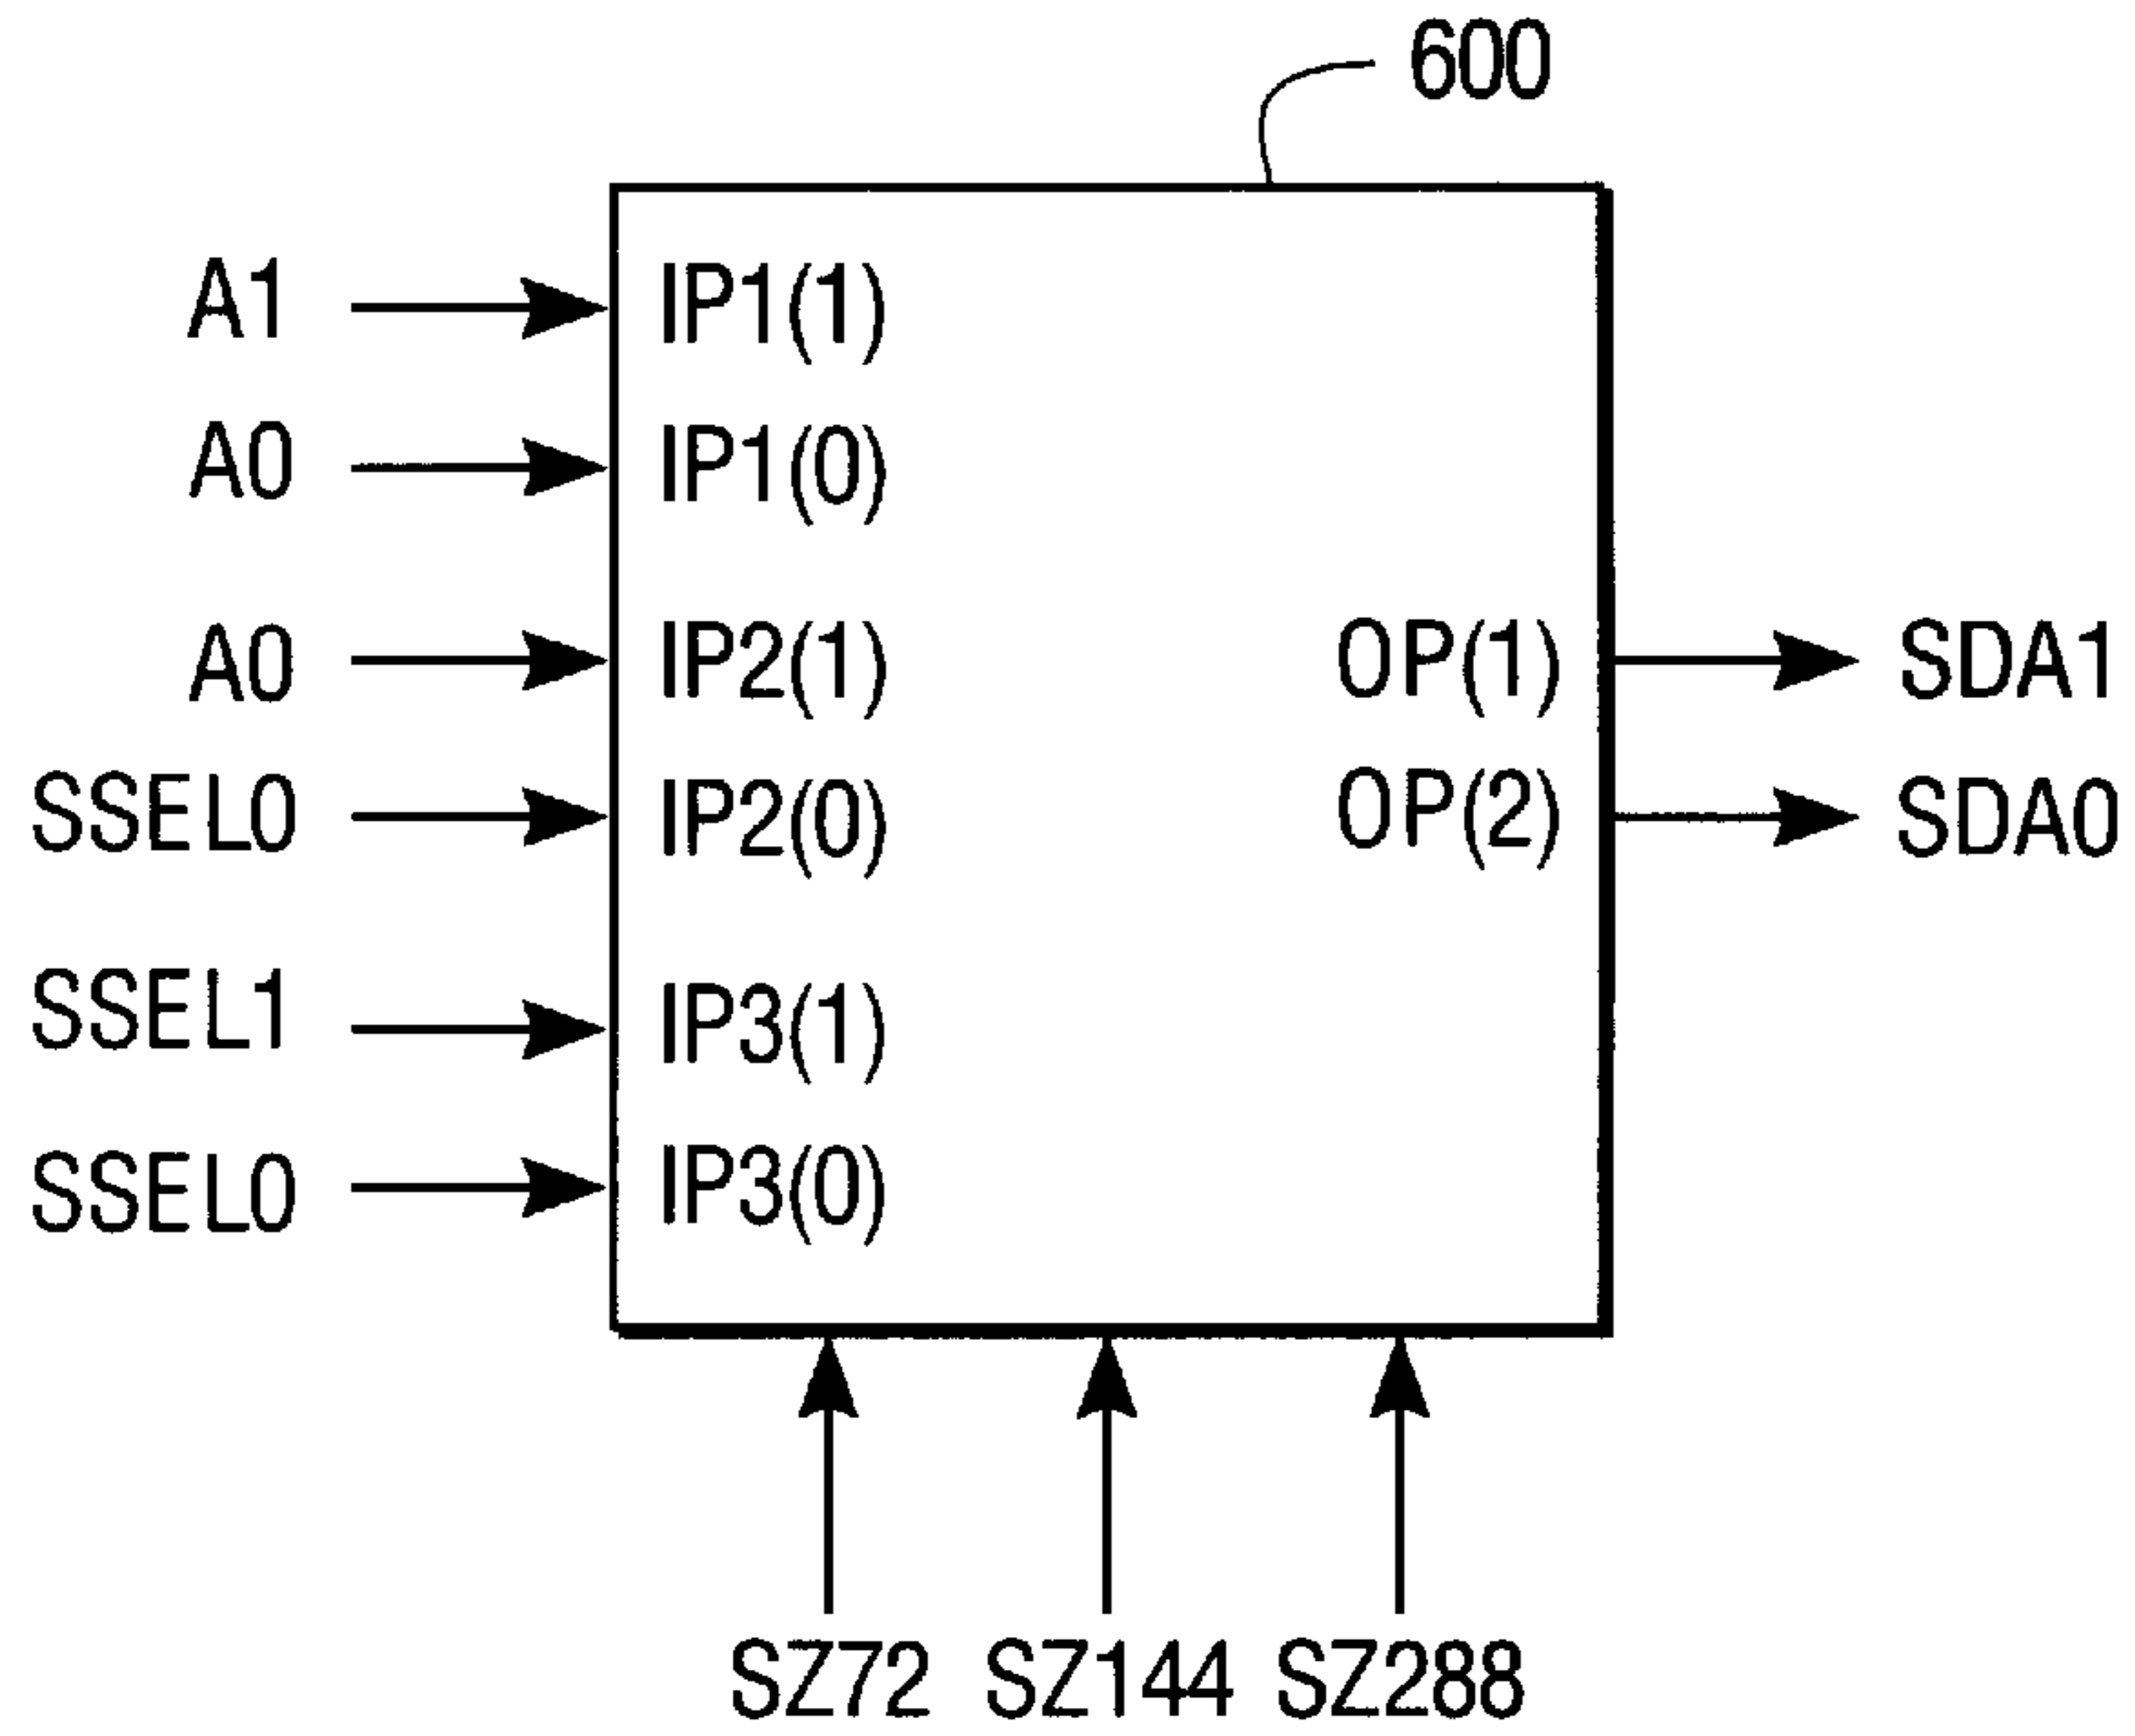 600
A1 IP1(1)
A0 IP1(0)
A0 IP2(1) OP(1) SDA1
SSEL0 IP2(0) OP(2) SDA0
SSEL1 IP3(1)
SSEL0 IP3(0)
SZ72 SZ144 SZ288